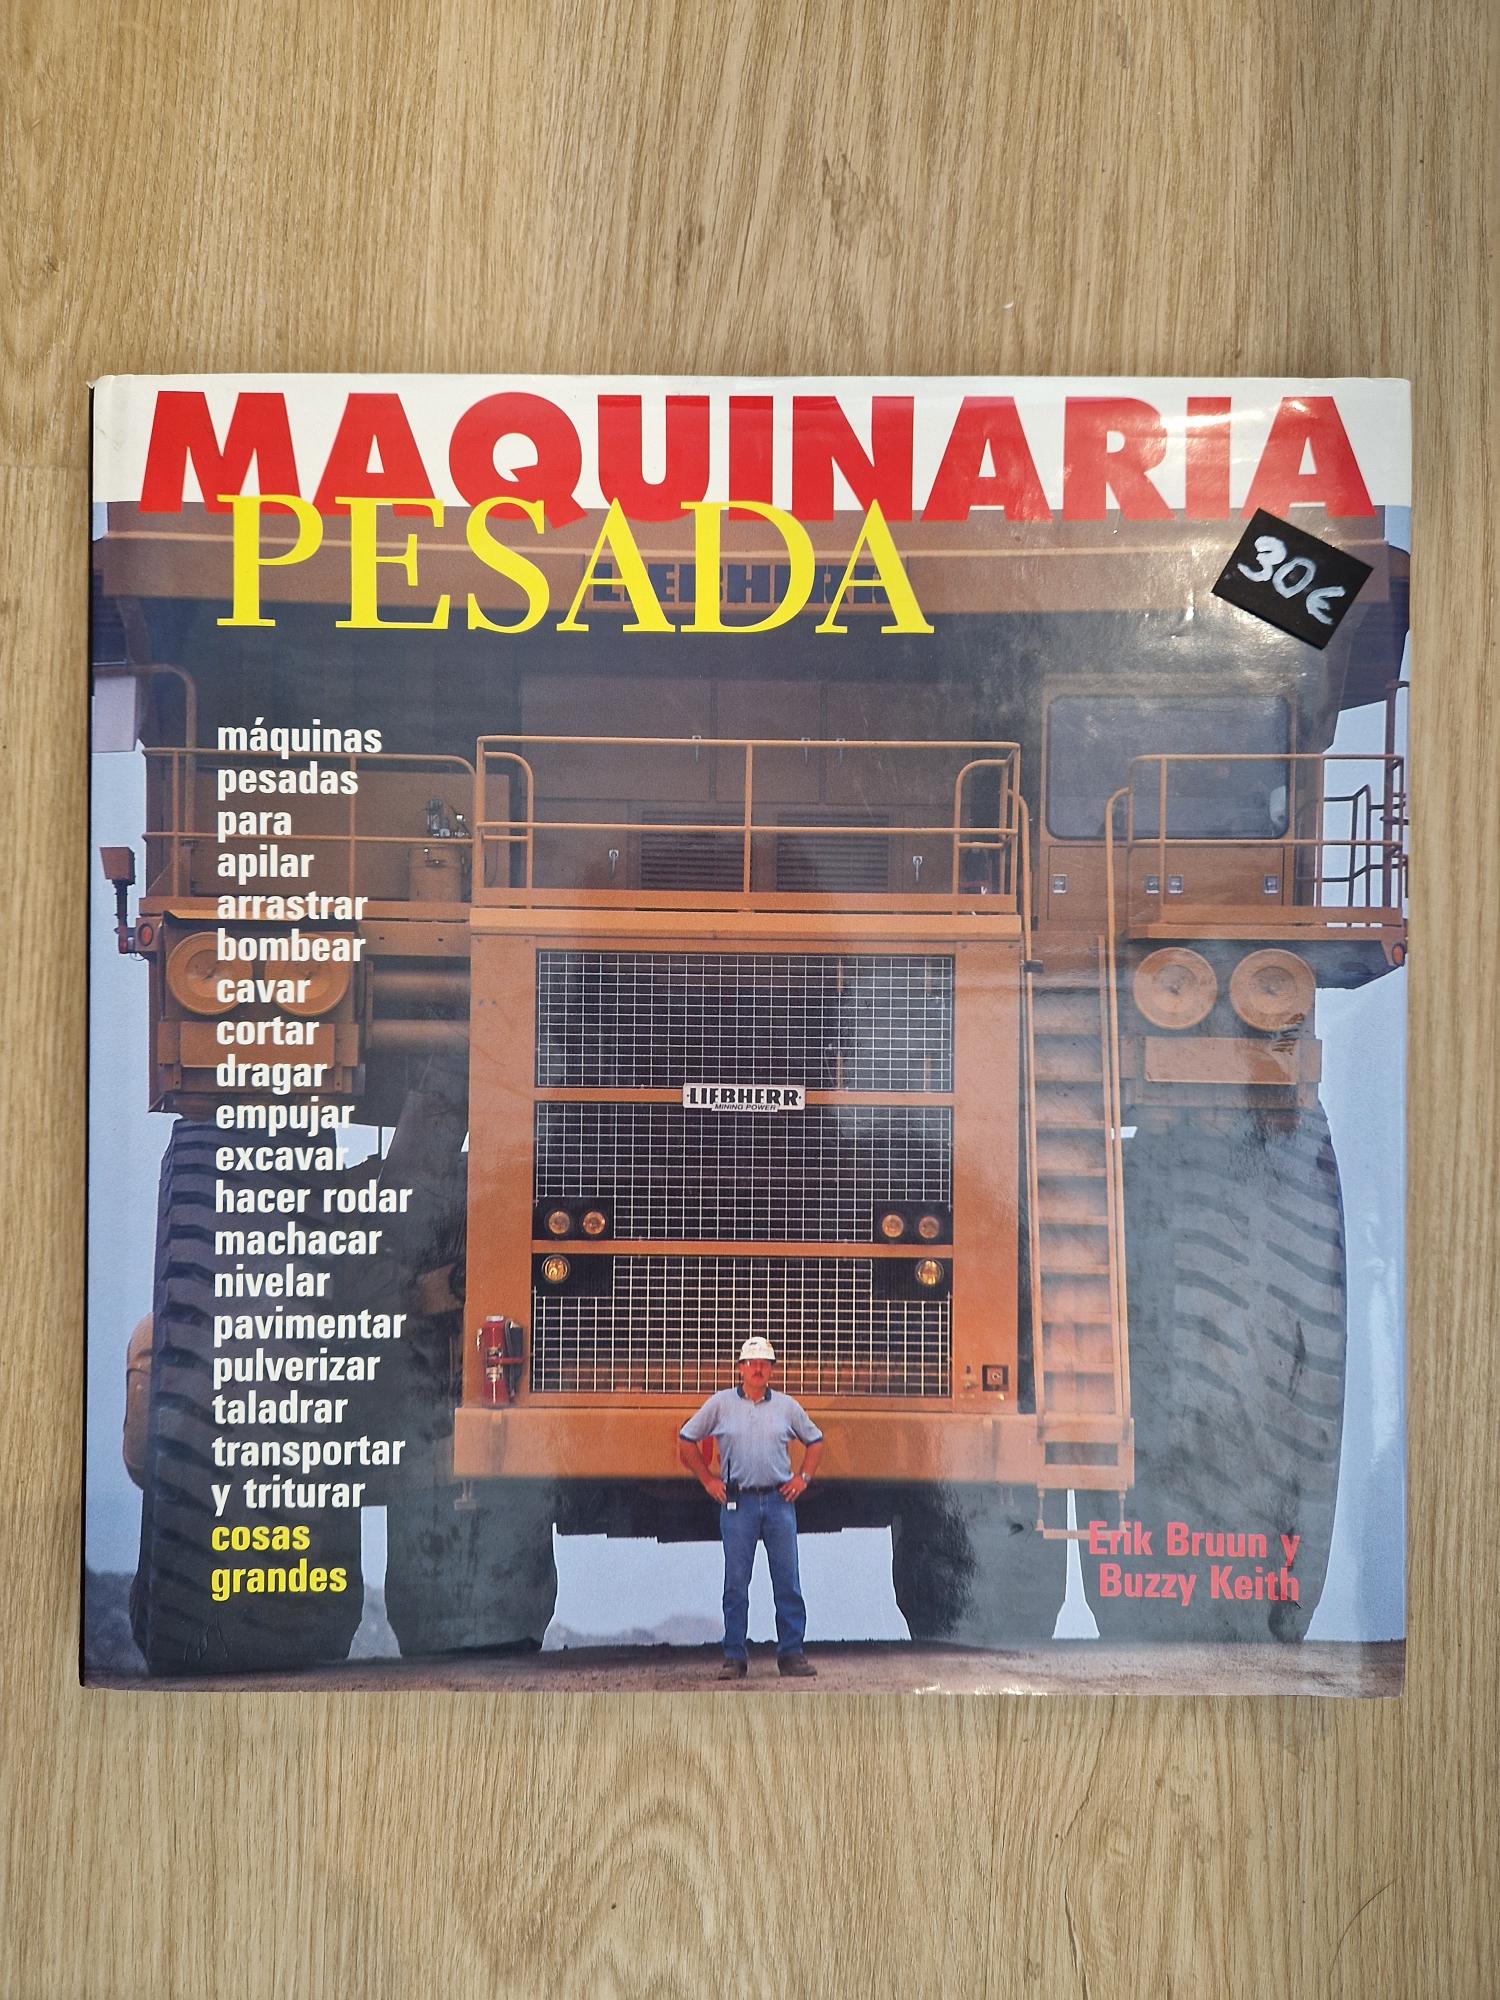 MAQUINARIA
PESADA
LIEBHERR
30€
máquinas
pesadas
para
apilar
arrastrar
bombear
cavar
cortar
dragar
empujar
excavar
hacer rodar
machacar
nivelar
pavimentar
pulverizar
taladrar
transportar
y triturar
cosas
grandes
LIEBHERR
MINING POWER
Erik Bruun y
Buzzy Keith